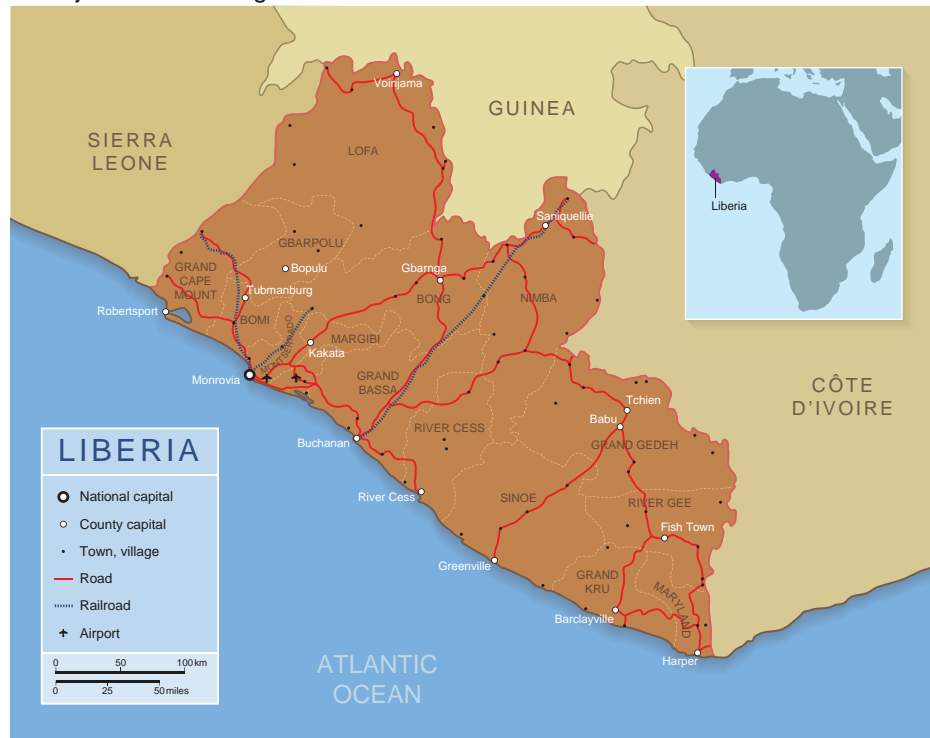 GUINEA
SIERRA
LEONE
CÔTE
D'IVOIRE
ATLANTIC
OCEAN
Voinjama
LOFA
Saniquellie
GBARPOLU
Bopulu
Gbarnga
GRAND
CAPE
MOUNT
Tubmanburg
BONG
NIMBA
Robertsport
BOMI
MONTSERRADO
MARGIBI
Kakata
Monrovia
GRAND
BASSA
Tchien
Babu
Buchanan
RIVER CESS
GRAND GEDEH
River Cess
SINOE
RIVER GEE
Fish Town
Greenville
GRAND
KRU
MARYLAND
Barclayville
Harper
Liberia
LIBERIA
National capital
County capital
Town, village
Road
Railroad
Airport
0 50 100 km
0 25 50 miles